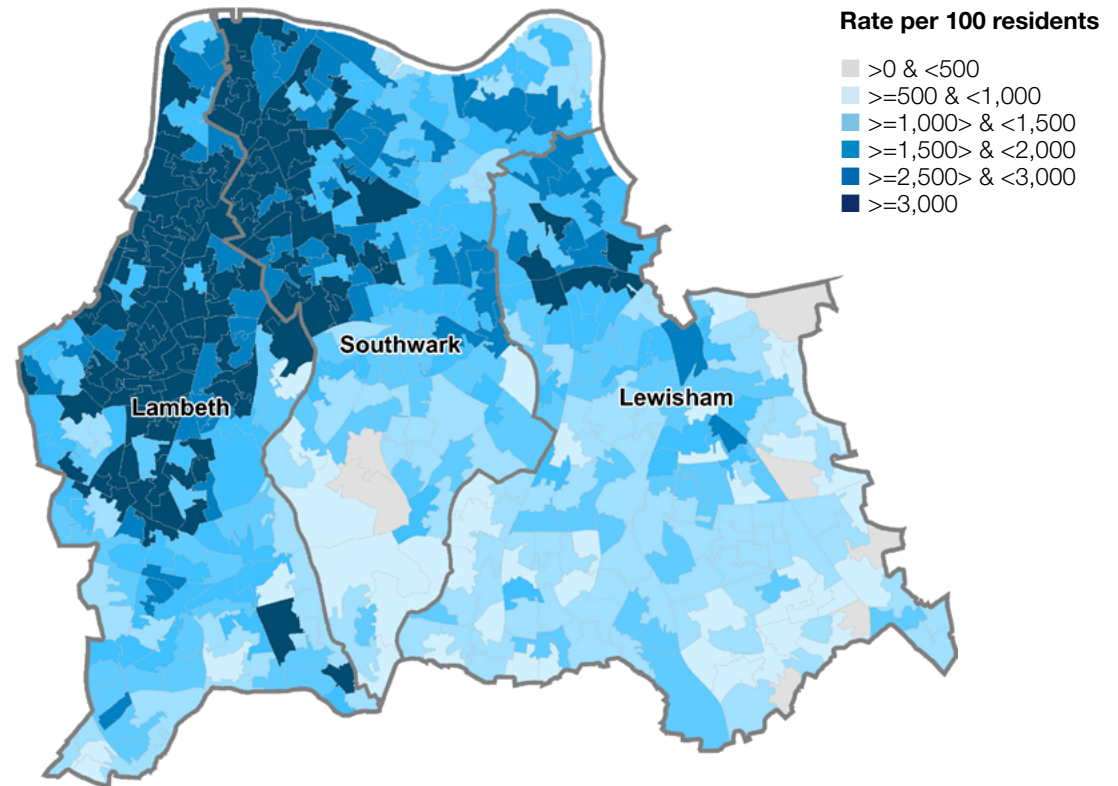 Rate per 100 residents
>0 & <500
>=500 & <1,000
>=1,000> & <1,500
>=1,500> & <2,000
>=2,500> & <3,000
>=3,000
Southwark
Lewisham
Lambeth